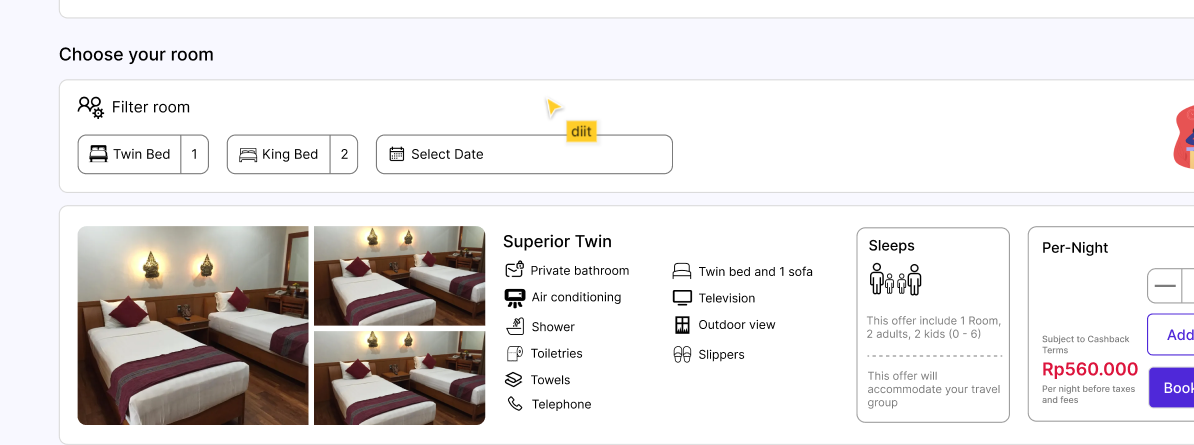 Choose your room
Filter room
diit
Twin Bed 1
King Bed 2
Select Date
Superior Twin
Private bathroom
Air conditioning
Shower
Toiletries
Towels
Telephone
Twin bed and 1 sofa
Television
Outdoor view
Slippers
Sleeps
This offer include 1 Room,
2 adults, 2 kids (0 - 6)
This offer will
accommodate your travel
group
Per-Night
Add
Subject to Cashback
Terms
Rp560.000
Per night before taxes
and fees
Book